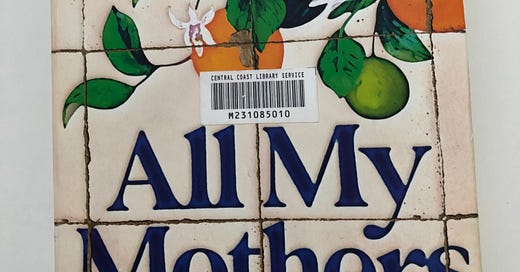 CENTRAL COAST LIBRARY SERVICE
M231085010
All My
Mothers